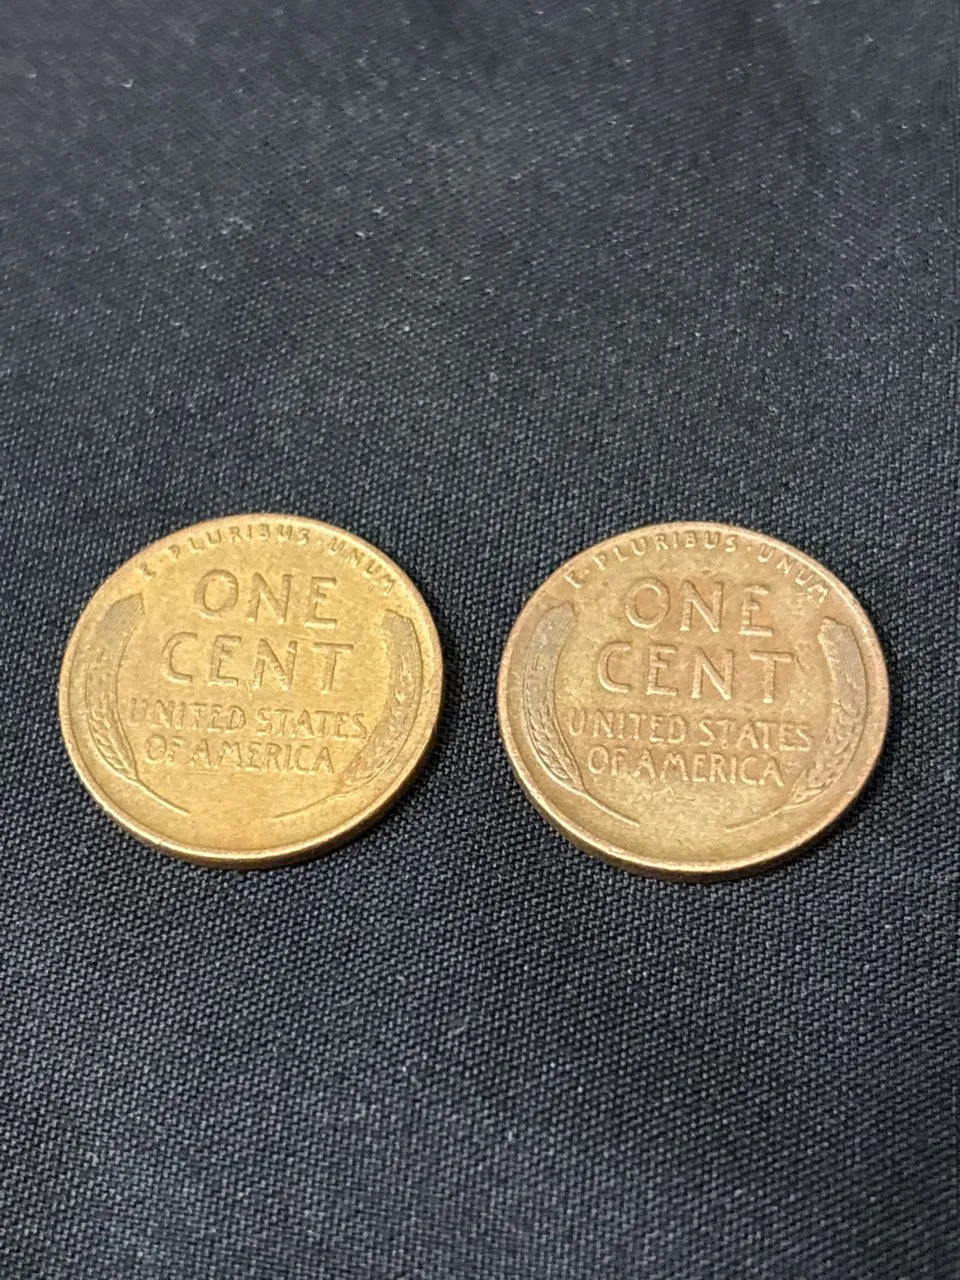 E·PLURIBUS·UNUM
ONE
CENT
UNITED STATES
OF AMERICA
E·PLURIBUS·UNUM
ONE
CENT
UNITED STATES
OF AMERICA